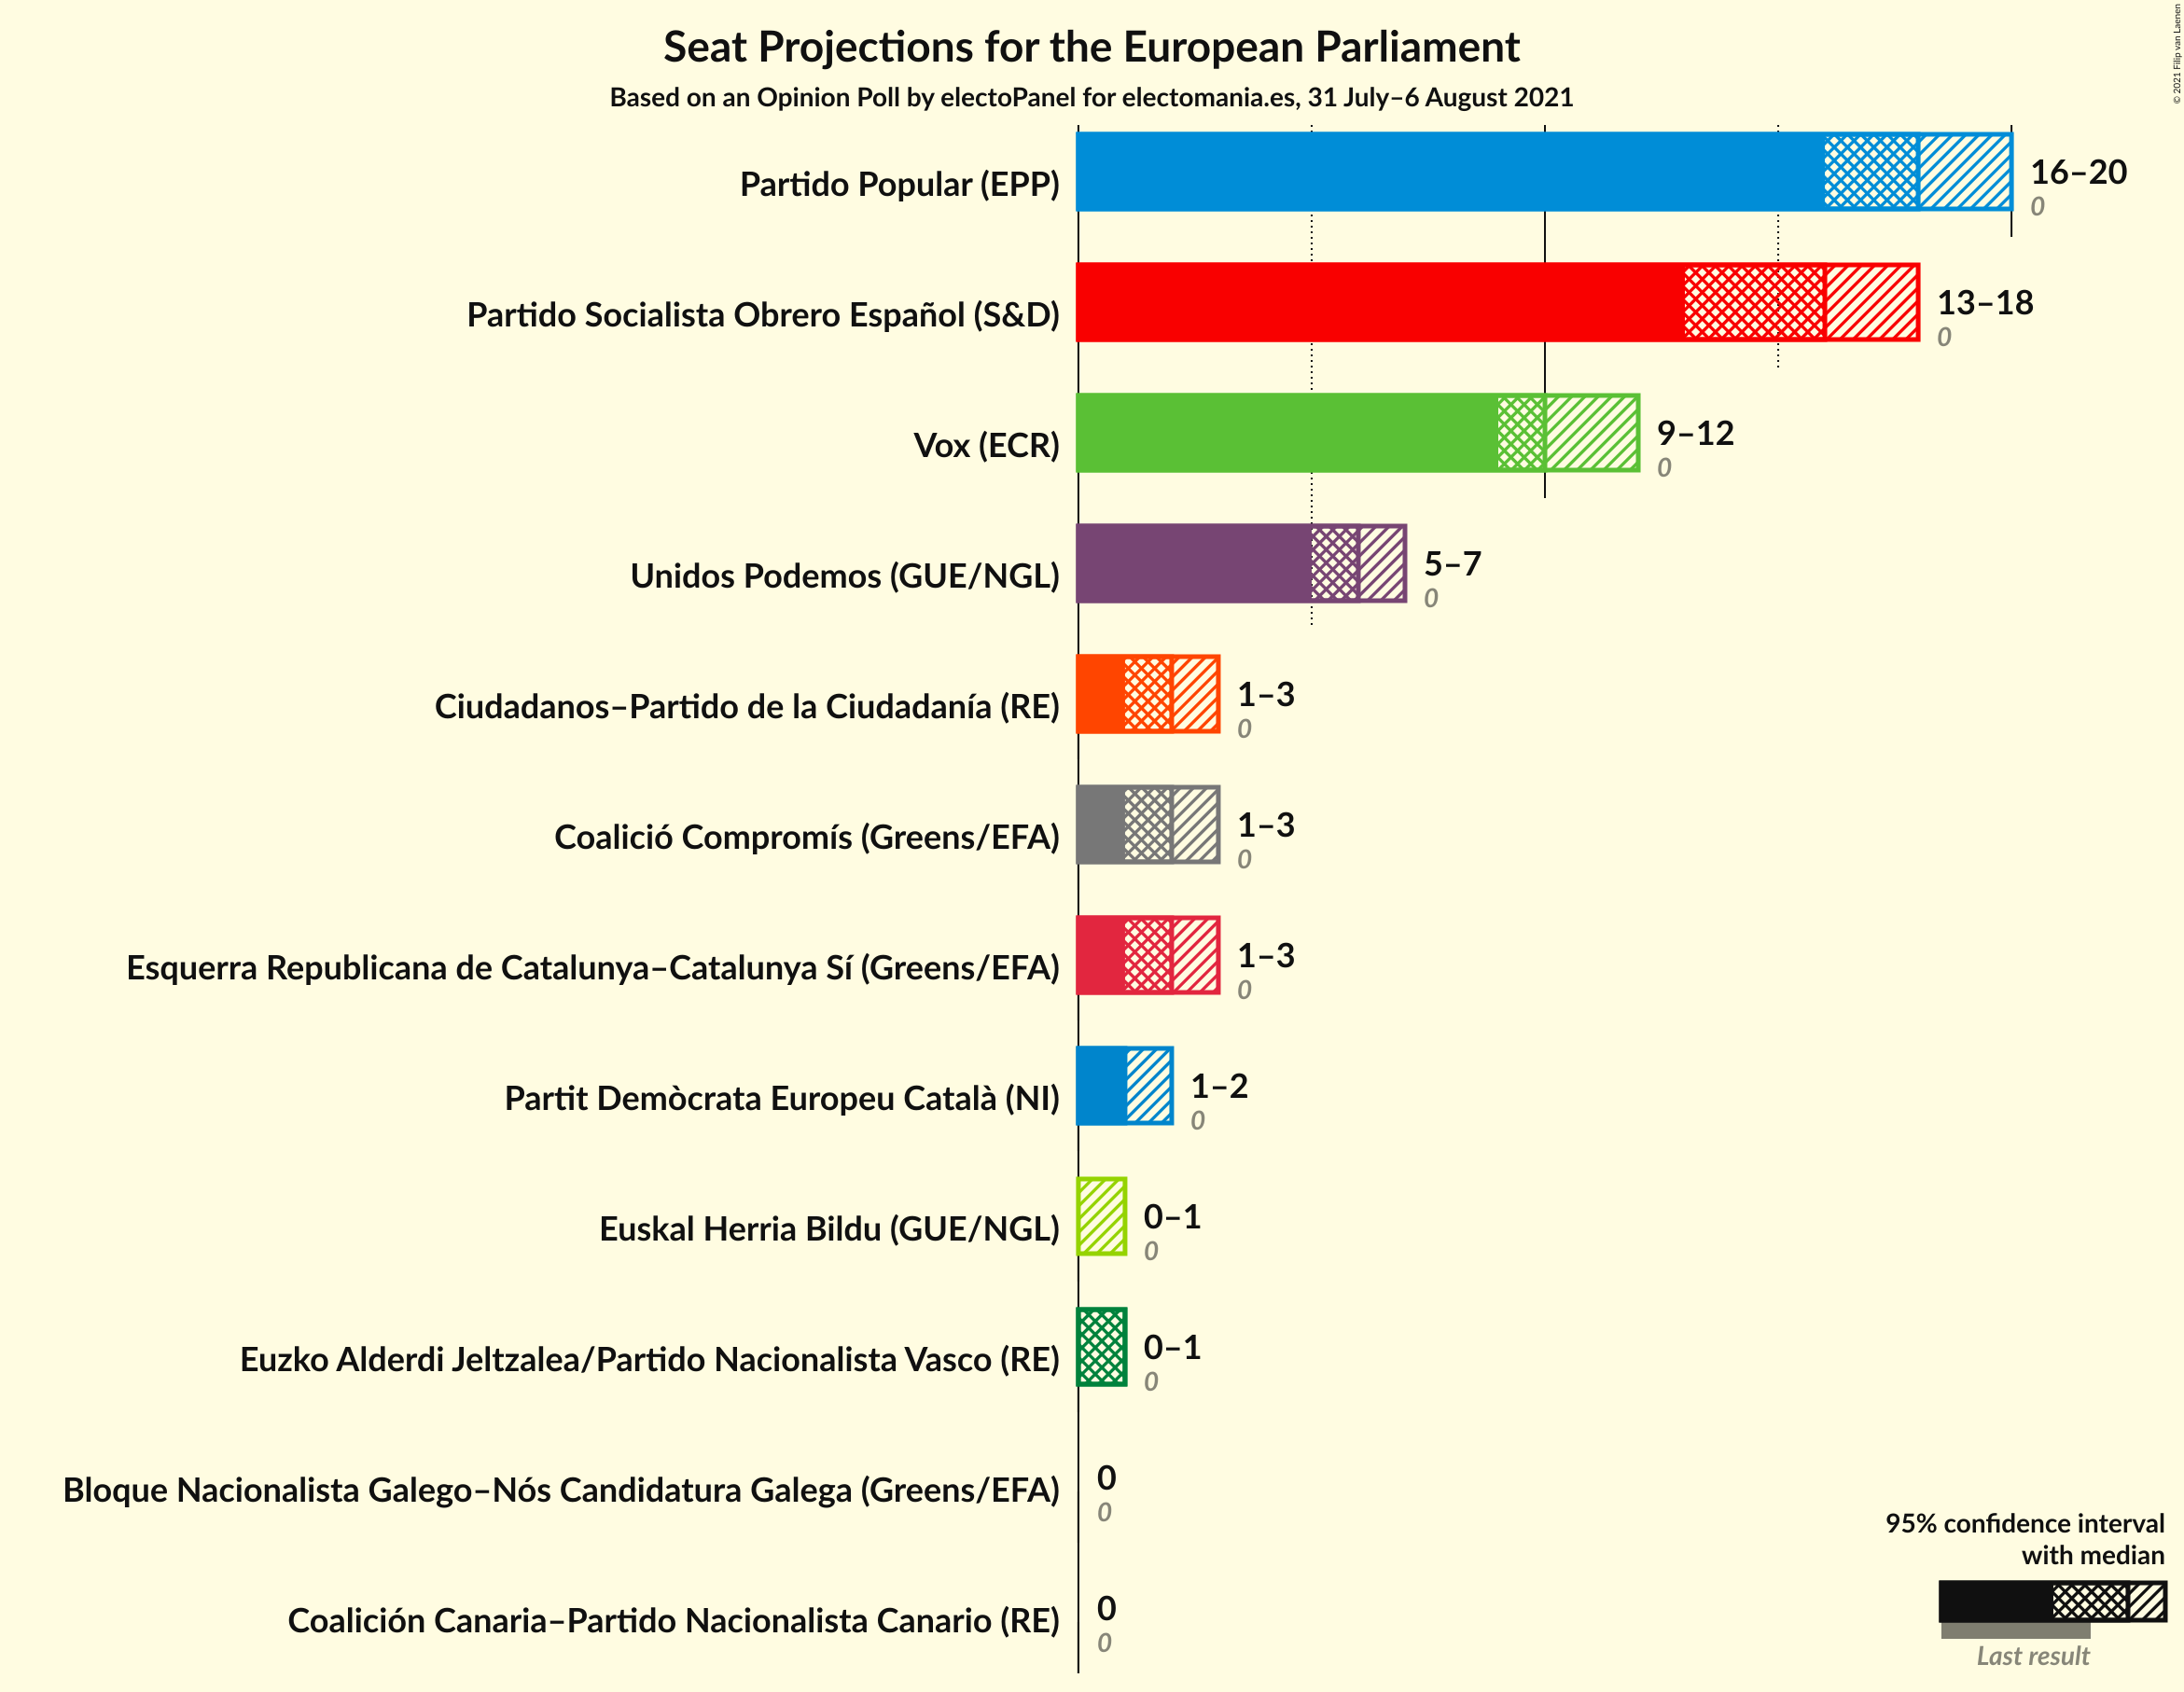 Seat Projections for the European Parliament
Based on an Opinion Poll by electoPanel for electomania.es, 31 July–6 August 2021
© 2021 Filip van Laenen
Partido Popular (EPP)
16–20
0
Partido Socialista Obrero Español (S&D)
13–18
0
Vox (ECR)
9–12
0
Unidos Podemos (GUE/NGL)
5–7
0
Ciudadanos–Partido de la Ciudadanía (RE)
1–3
0
Coalició Compromís (Greens/EFA)
1–3
0
Esquerra Republicana de Catalunya–Catalunya Sí (Greens/EFA)
1–3
0
Partit Demòcrata Europeu Català (NI)
1–2
0
Euskal Herria Bildu (GUE/NGL)
0–1
0
Euzko Alderdi Jeltzalea/Partido Nacionalista Vasco (RE)
0–1
0
Bloque Nacionalista Galego–Nós Candidatura Galega (Greens/EFA)
0
0
Coalición Canaria–Partido Nacionalista Canario (RE)
0
0
95% confidence interval
with median
Last result